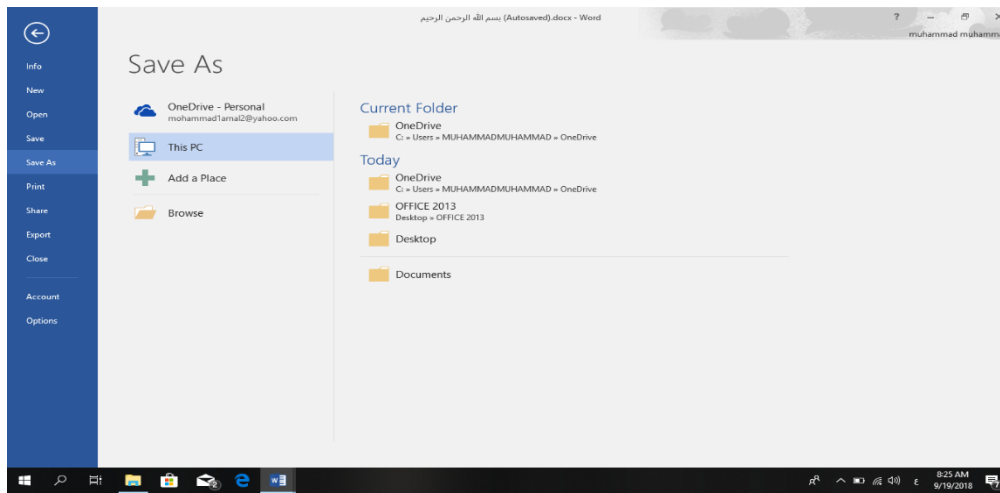 بسم الله الرحمن الرحيم (Autosaved).docx - Word
?
muhammad muhamm
Info
New
Open
Save
Save As
Print
Share
Export
Close
Account
Options
Save As
OneDrive - Personal
mohammad1amal2@yahoo.com
This PC
Add a Place
Browse
Current Folder
OneDrive
C: » Users » MUHAMMADMUHAMMAD » OneDrive
Today
OneDrive
C: » Users » MUHAMMADMUHAMMAD » OneDrive
OFFICE 2013
Desktop » OFFICE 2013
Desktop
Documents
ع
8:25 AM
9/19/2018